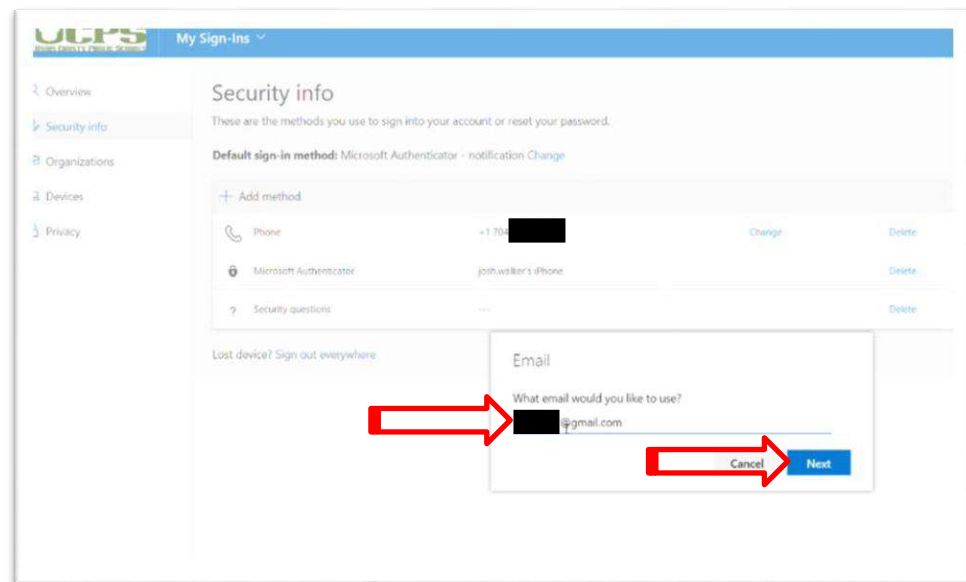 UCPS
My Sign-Ins
Overview
Security info
Organizations
Devices
Privacy
Security info
These are the methods you use to sign into your account or reset your password.
Default sign-in method: Microsoft Authenticator - notification Change
+ Add method
Phone +1 704 Change Delete
Microsoft Authenticator josh.walker's iPhone Delete
? Security questions --- Delete
Lost device? Sign out everywhere
Email
What email would you like to use?
@gmail.com
Cancel Next